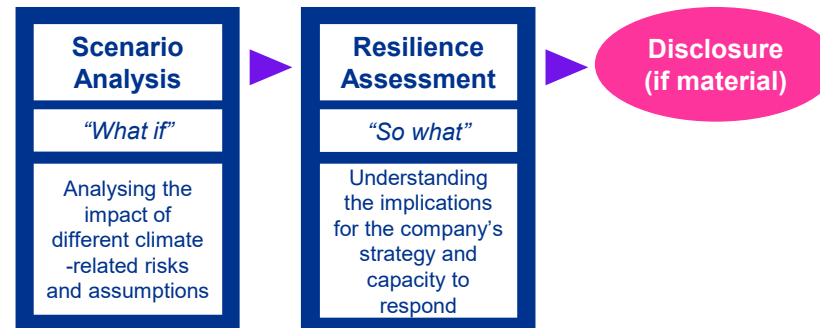 Scenario
Analysis
“What if”
Analysing the
impact of
different climate
-related risks
and assumptions
Resilience
Assessment
“So what”
Understanding
the implications
for the company’s
strategy and
capacity to
respond
Disclosure
(if material)